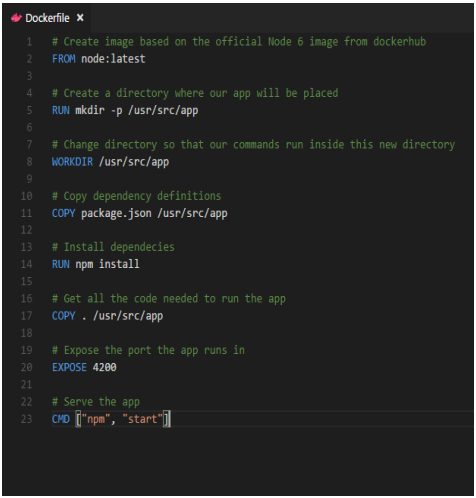 Dockerfile ×
1 # Create image based on the official Node 6 image from dockerhub
2 FROM node:latest
3
4 # Create a directory where our app will be placed
5 RUN mkdir -p /usr/src/app
6
7 # Change directory so that our commands run inside this new directory
8 WORKDIR /usr/src/app
9
10 # Copy dependency definitions
11 COPY package.json /usr/src/app
12
13 # Install dependecies
14 RUN npm install
15
16 # Get all the code needed to run the app
17 COPY . /usr/src/app
18
19 # Expose the port the app runs in
20 EXPOSE 4200
21
22 # Serve the app
23 CMD ["npm", "start"]